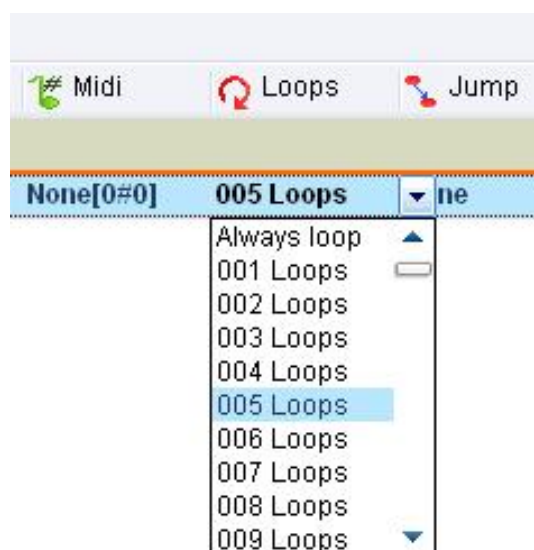 Midi Loops Jump
None[0#0] 005 Loops ne
Always loop
001 Loops
002 Loops
003 Loops
004 Loops
005 Loops
006 Loops
007 Loops
008 Loops
009 Loops